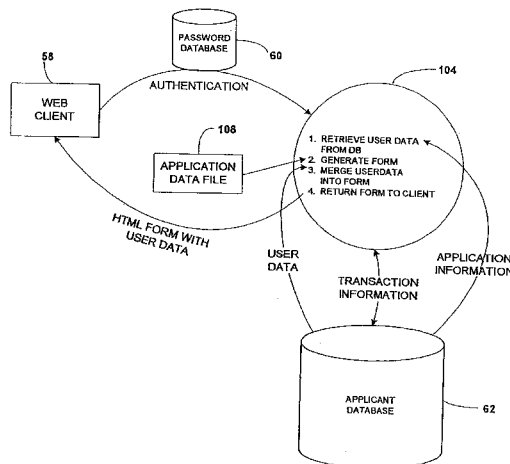 PASSWORD
DATABASE
60
58
104
WEB
CLIENT
AUTHENTICATION
108
APPLICATION
DATA FILE
1. RETRIEVE USER DATA
FROM DB
2. GENERATE FORM
3. MERGE USERDATA
INTO FORM
4. RETURN FORM TO CLIENT
HTML FORM WITH
USER DATA
USER
DATA
TRANSACTION
INFORMATION
APPLICATION
INFORMATION
APPLICANT
DATABASE
62